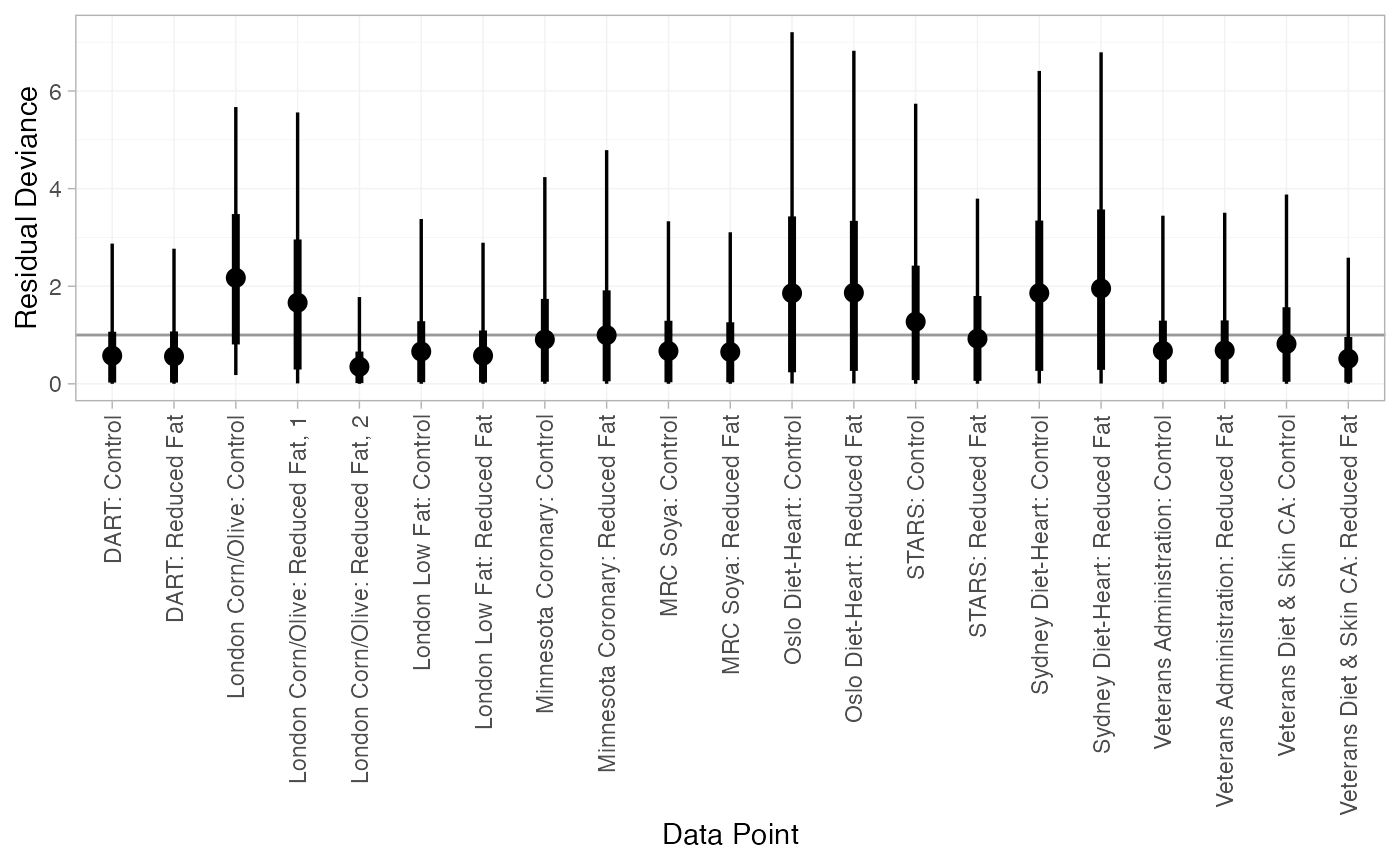 Residual Deviance
6
4
2
0
DART: Control
DART: Reduced Fat
London Corn/Olive: Control
London Corn/Olive: Reduced Fat, 1
London Corn/Olive: Reduced Fat, 2
London Low Fat: Control
London Low Fat: Reduced Fat
Minnesota Coronary: Control
Minnesota Coronary: Reduced Fat
MRC Soya: Control
MRC Soya: Reduced Fat
Oslo Diet-Heart: Control
Oslo Diet-Heart: Reduced Fat
STARS: Control
STARS: Reduced Fat
Sydney Diet-Heart: Control
Sydney Diet-Heart: Reduced Fat
Veterans Administration: Control
Veterans Administration: Reduced Fat
Veterans Diet & Skin CA: Control
Veterans Diet & Skin CA: Reduced Fat
Data Point